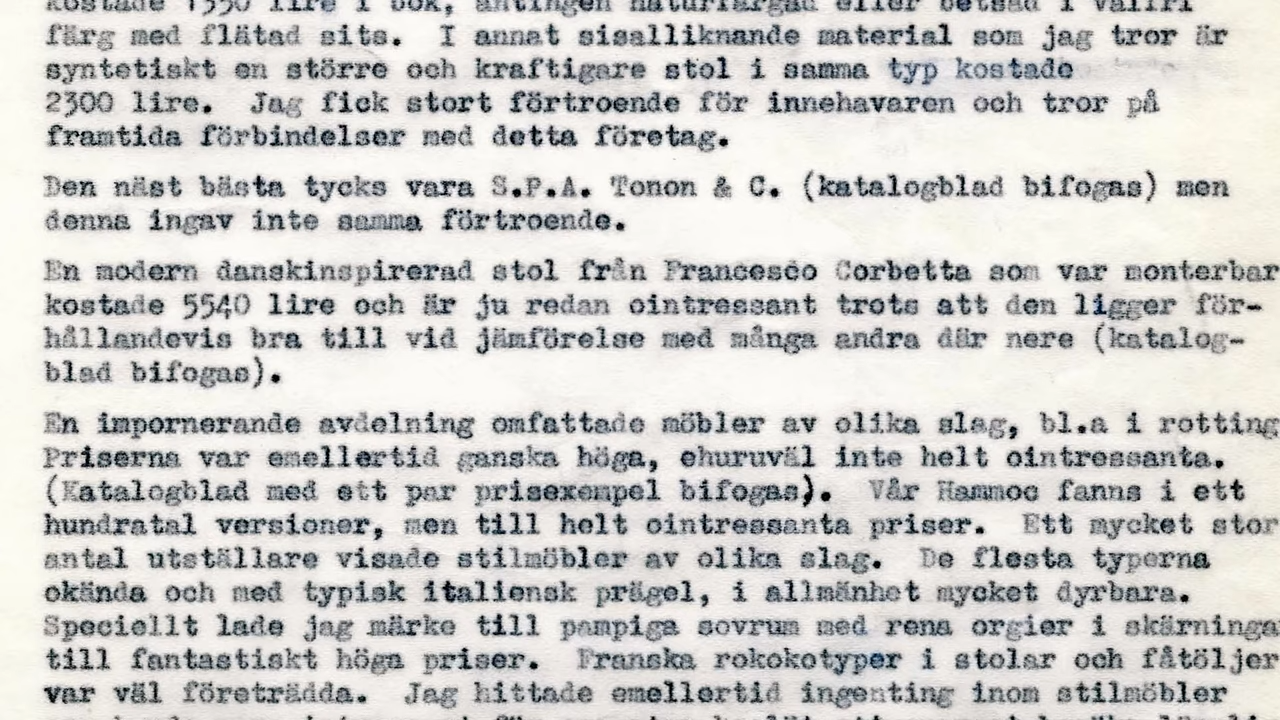 kostade 1550 lire i bok, antingen naturfärgad eller betsad i valfri
färg med flätad sits. I annat sisalliknande material som jag tror är
syntetiskt en större och kraftigare stol i samma typ kostade
2300 lire. Jag fick stort förtroende för innehavaren och tror på
framtida förbindelser med detta företag.
Den näst bästa tycks vara S.P.A. Tonon & C. (katalogblad bifogas) men
denna ingav inte samma förtroende.
En modern danskinspirerad stol från Francesco Corbetta som var monterbar
kostade 5540 lire och är ju redan ointressant trots att den ligger för-
hållandevis bra till vid jämförelse med många andra där nere (katalog-
blad bifogas).
En impornerande avdelning omfattade möbler av olika slag, bl.a i rotting
Priserna var emellertid ganska höga, ehuruväl inte helt ointressanta.
(Katalogblad med ett par prisexempel bifogas). Vår Hammoc fanns i ett
hundratal versioner, men till helt ointressanta priser. Ett mycket stor
antal utställare visade stilmöbler av olika slag. De flesta typerna
okända och med typisk italiensk prägel, i allmänhet mycket dyrbara.
Speciellt lade jag märke till pampiga sovrum med rena orgier i skärninga
till fantastiskt höga priser. Franska rokokotyper i stolar och fåtöljer
var väl företrädda. Jag hittade emellertid ingenting inom stilmöbler